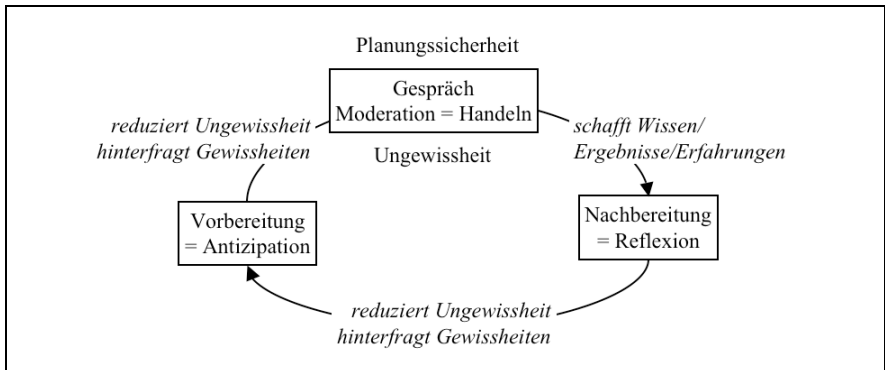 Planungssicherheit
Gespräch
Moderation = Handeln
reduziert Ungewissheit
hinterfragt Gewissheiten
schafft Wissen/
Ergebnisse/Erfahrungen
Ungewissheit
Vorbereitung
= Antizipation
Nachbereitung
= Reflexion
reduziert Ungewissheit
hinterfragt Gewissheiten